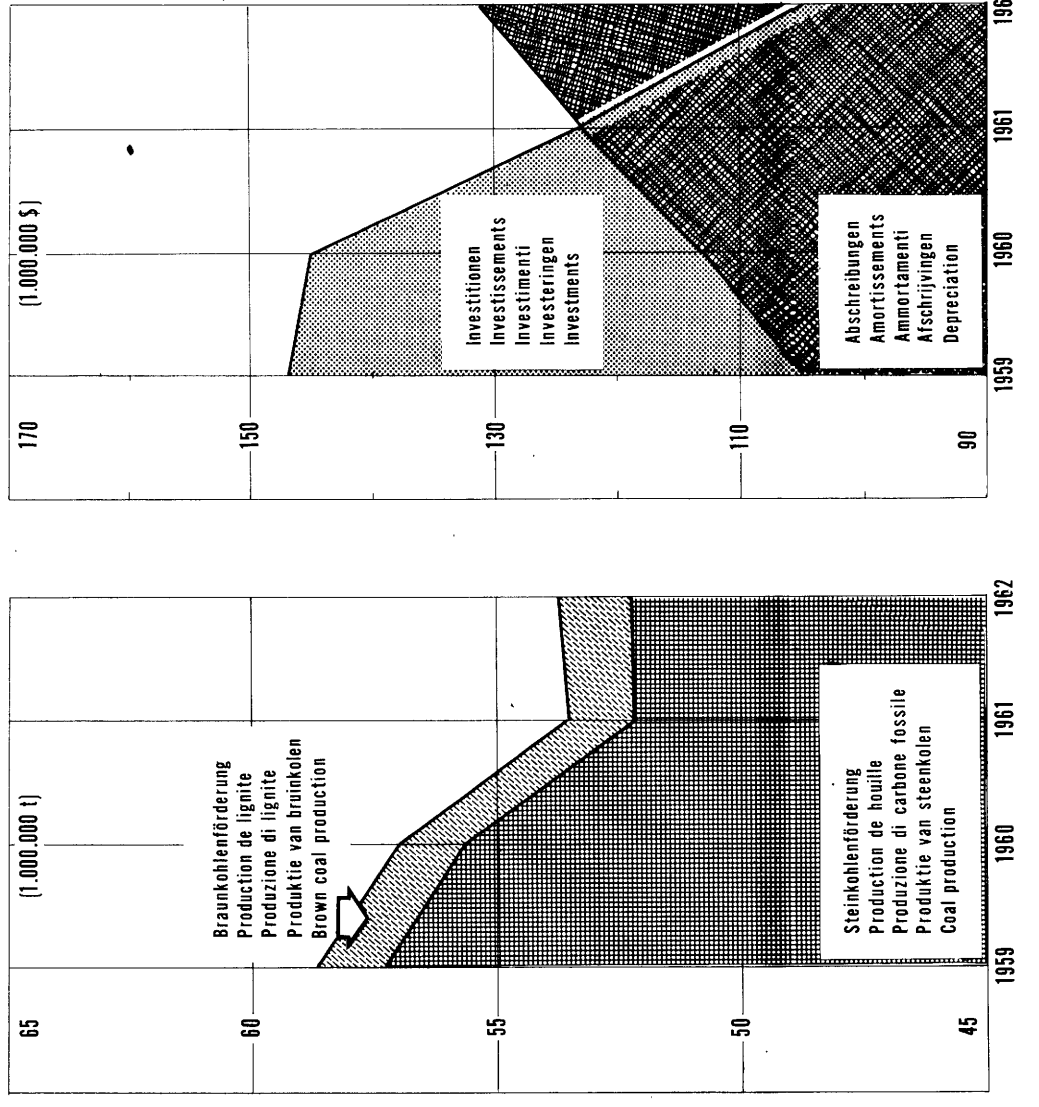 (1.000.000 t)
65
60
55
50
45
Braunkohlenförderung
Production de lignite
Produzione di lignite
Produktie van bruinkolen
Brown coal production
Steinkohlenförderung
Production de houille
Produzione di carbone fossile
Produktie van steenkolen
Coal production
1959
1960
1961
1962
(1.000.000 $)
170
150
130
110
90
Investitionen
Investissements
Investimenti
Investeringen
Investments
Abschreibungen
Amortissements
Ammortamenti
Afschrijvingen
Depreciation
1959
1960
1961